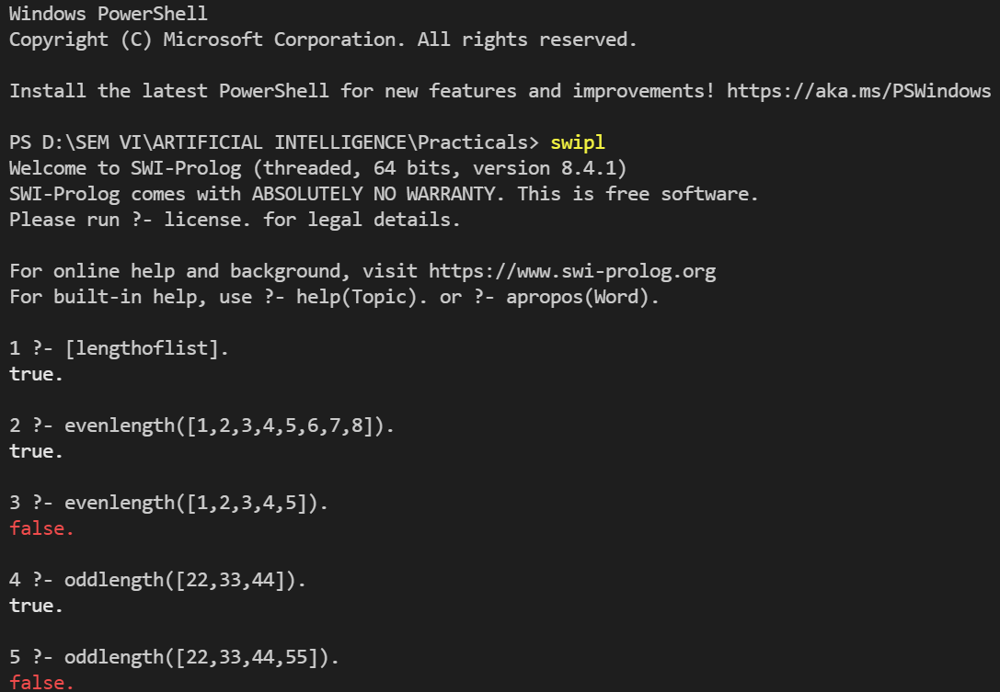 Windows PowerShell
Copyright (C) Microsoft Corporation. All rights reserved.
Install the latest PowerShell for new features and improvements! https://aka.ms/PSWindows
PS D:\SEM VI\ARTIFICIAL INTELLIGENCE\Practicals> swipl
Welcome to SWI-Prolog (threaded, 64 bits, version 8.4.1)
SWI-Prolog comes with ABSOLUTELY NO WARRANTY. This is free software.
Please run ?- license. for legal details.
For online help and background, visit https://www.swi-prolog.org
For built-in help, use ?- help(Topic). or ?- apropos(Word).
1 ?- [lengthoflist].
true.
2 ?- evenlength([1,2,3,4,5,6,7,8]).
true.
3 ?- evenlength([1,2,3,4,5]).
false.
4 ?- oddlength([22,33,44]).
true.
5 ?- oddlength([22,33,44,55]).
false.